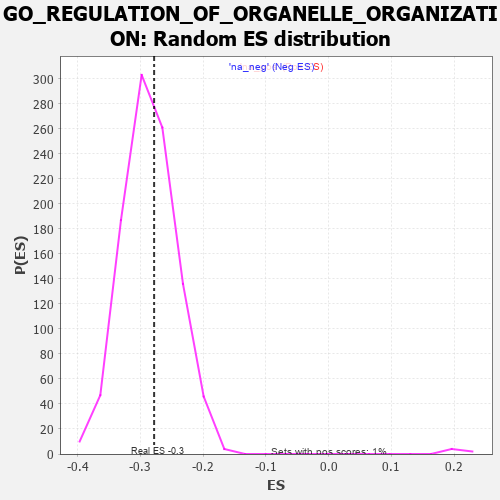 GO_REGULATION_OF_ORGANELLE_ORGANIZATI
ON: Random ES distribution
'na_neg' (Neg ES)
P(ES)
300
280
260
240
220
200
180
160
140
120
100
80
60
40
20
0
Real ES -0.3
Sets with pos scores: 1%
-0.4 -0.3 -0.2 -0.1 0.0 0.1 0.2
ES